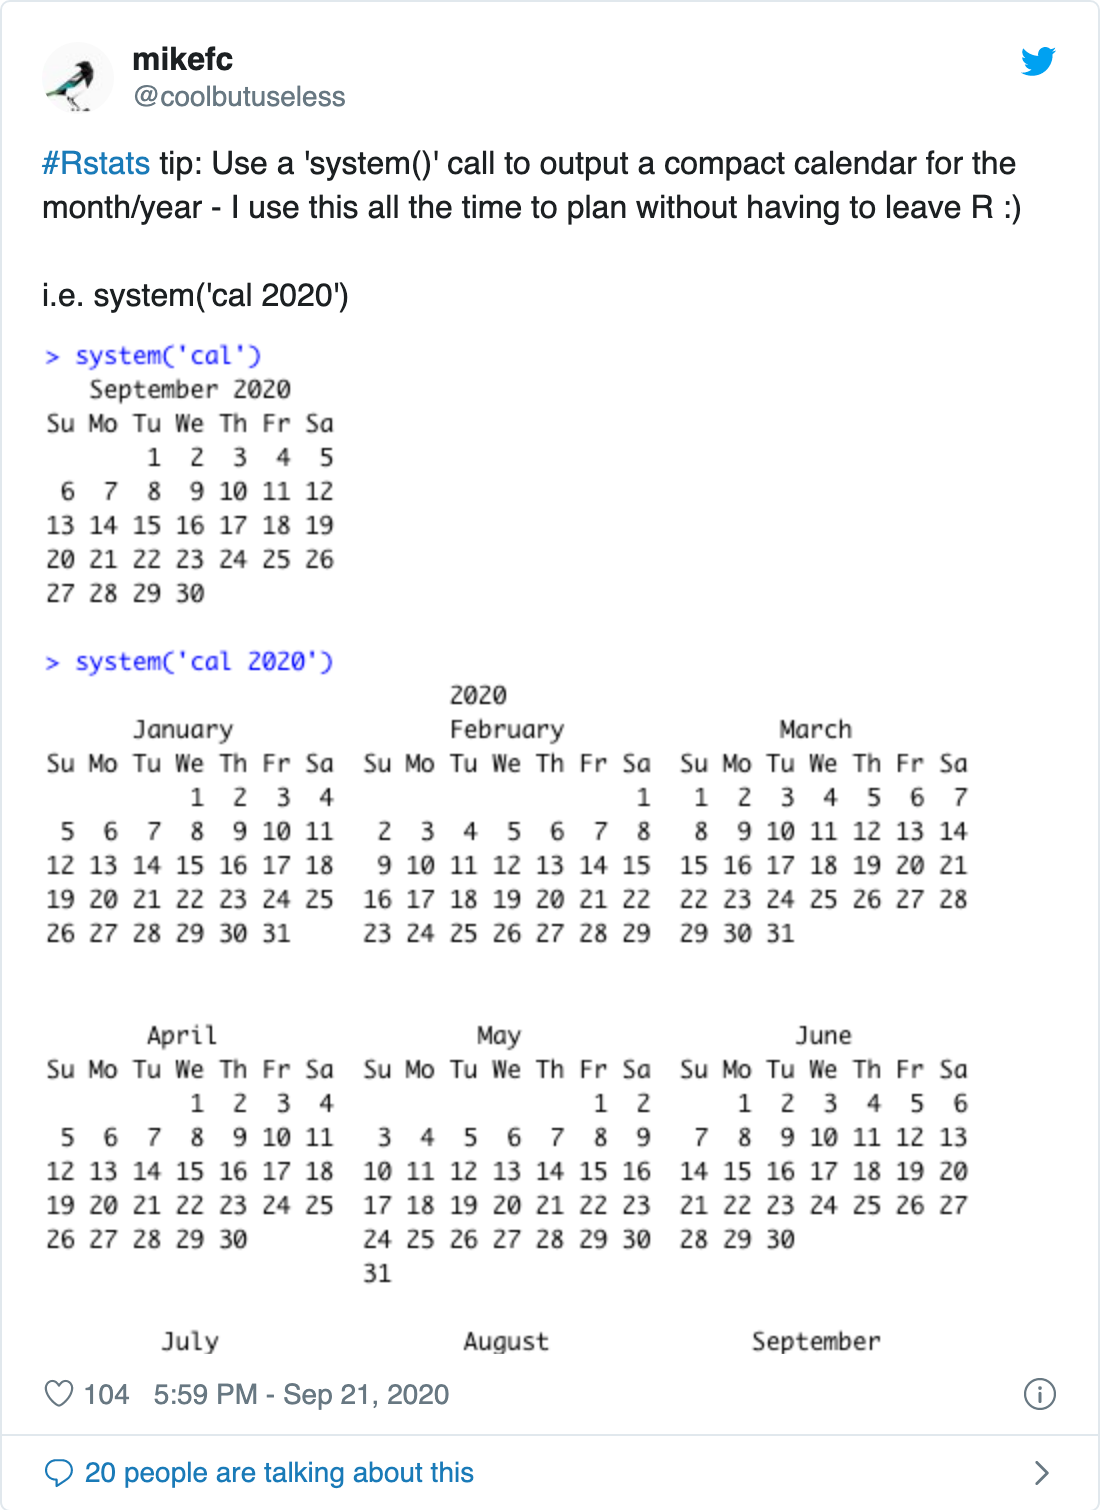 mikefc
@coolbutuseless
#Rstats tip: Use a 'system()' call to output a compact calendar for the
month/year - I use this all the time to plan without having to leave R :)
i.e. system('cal 2020')
> system('cal')
   September 2020
Su Mo Tu We Th Fr Sa
       1  2  3  4  5
 6  7  8  9 10 11 12
13 14 15 16 17 18 19
20 21 22 23 24 25 26
27 28 29 30
> system('cal 2020')
                            2020
      January               February               March
Su Mo Tu We Th Fr Sa  Su Mo Tu We Th Fr Sa  Su Mo Tu We Th Fr Sa
          1  2  3  4                     1   1  2  3  4  5  6  7
 5  6  7  8  9 10 11   2  3  4  5  6  7  8   8  9 10 11 12 13 14
12 13 14 15 16 17 18   9 10 11 12 13 14 15  15 16 17 18 19 20 21
19 20 21 22 23 24 25  16 17 18 19 20 21 22  22 23 24 25 26 27 28
26 27 28 29 30 31     23 24 25 26 27 28 29  29 30 31
       April                  May                   June
Su Mo Tu We Th Fr Sa  Su Mo Tu We Th Fr Sa  Su Mo Tu We Th Fr Sa
          1  2  3  4                  1  2      1  2  3  4  5  6
 5  6  7  8  9 10 11   3  4  5  6  7  8  9   7  8  9 10 11 12 13
12 13 14 15 16 17 18  10 11 12 13 14 15 16  14 15 16 17 18 19 20
19 20 21 22 23 24 25  17 18 19 20 21 22 23  21 22 23 24 25 26 27
26 27 28 29 30        24 25 26 27 28 29 30  28 29 30
                      31
        July                 August              September
104 5:59 PM - Sep 21, 2020
20 people are talking about this